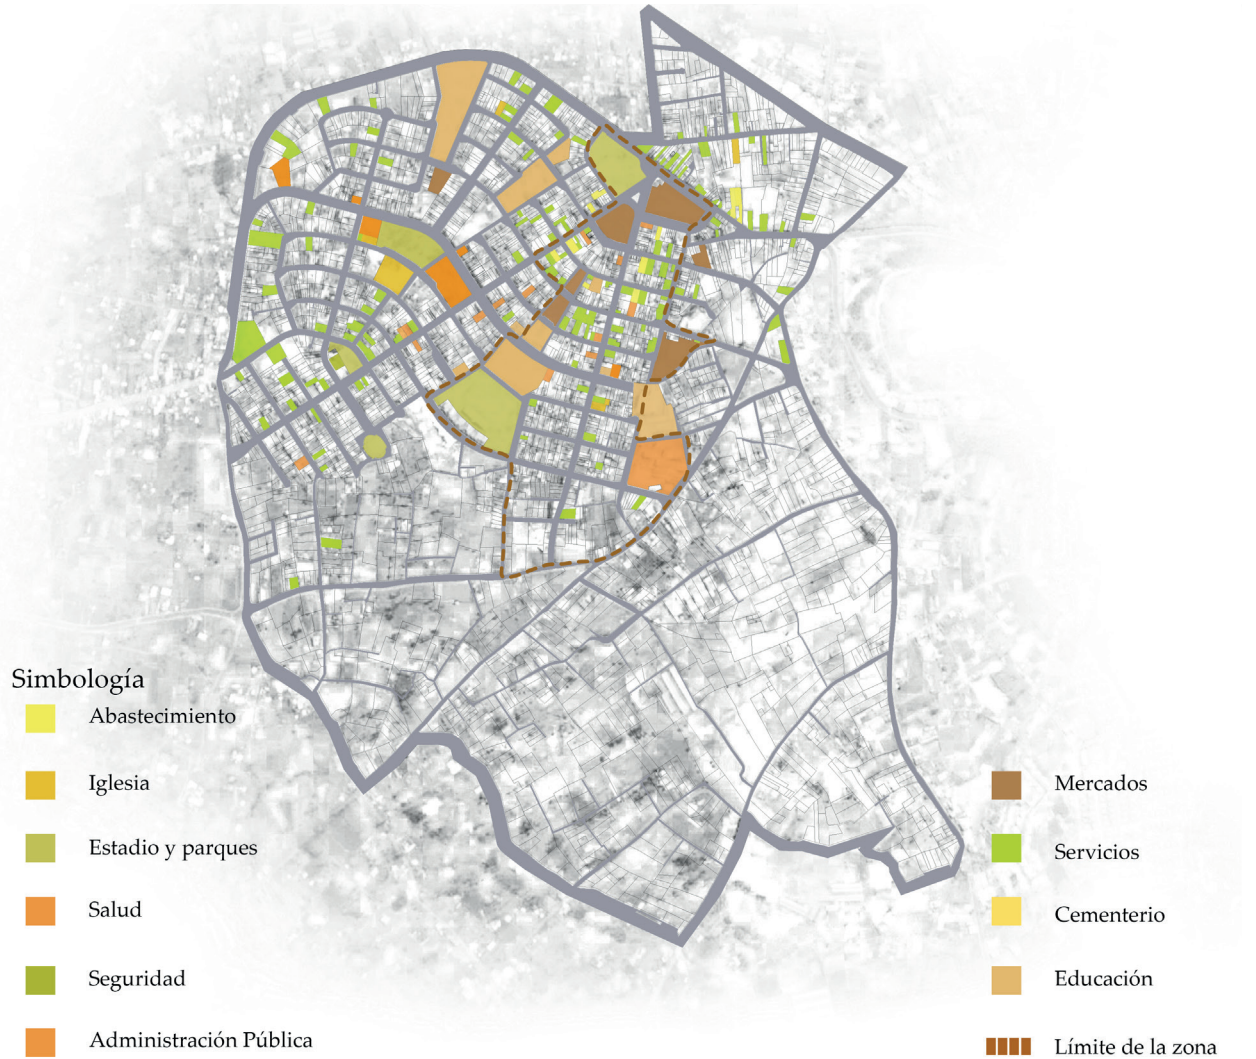 Simbología
Abastecimiento
Iglesia
Estadio y parques
Salud
Seguridad
Administración Pública
Mercados
Servicios
Cementerio
Educación
Límite de la zona